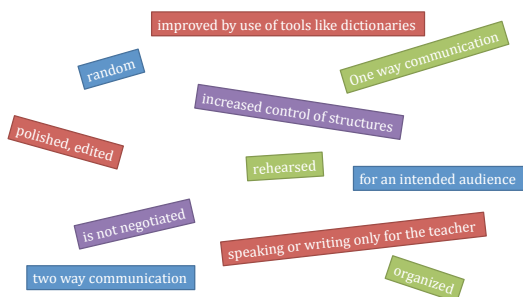 improved by use of tools like dictionaries
One way communication
random
increased control of structures
polished, edited
rehearsed
for an intended audience
is not negotiated
speaking or writing only for the teacher
two way communication
organized